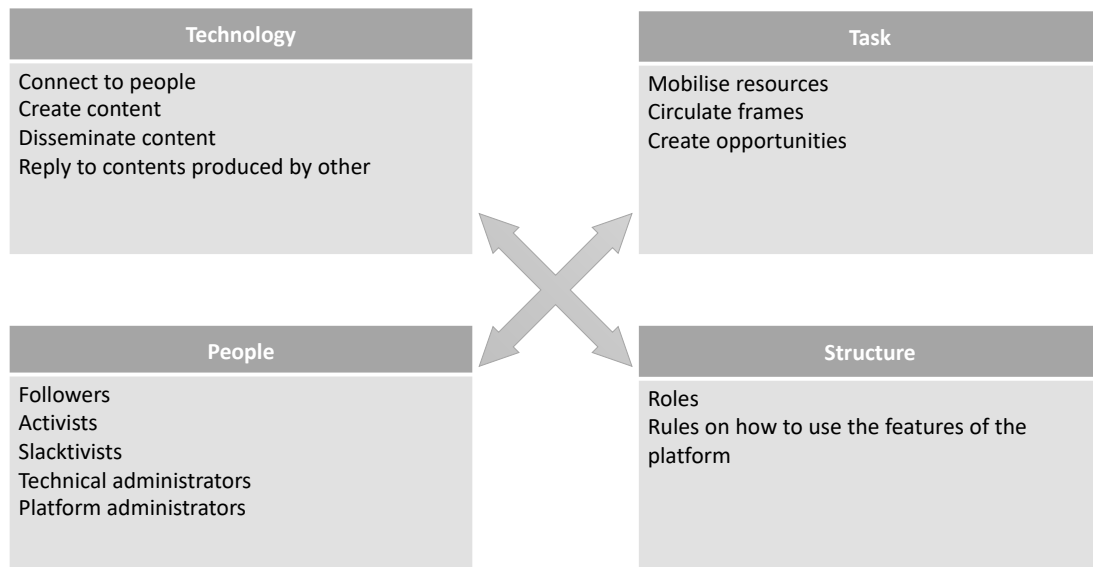 Technology
Connect to people
Create content
Disseminate content
Reply to contents produced by other
Task
Mobilise resources
Circulate frames
Create opportunities
People
Followers
Activists
Slacktivists
Technical administrators
Platform administrators
Structure
Roles
Rules on how to use the features of the
platform